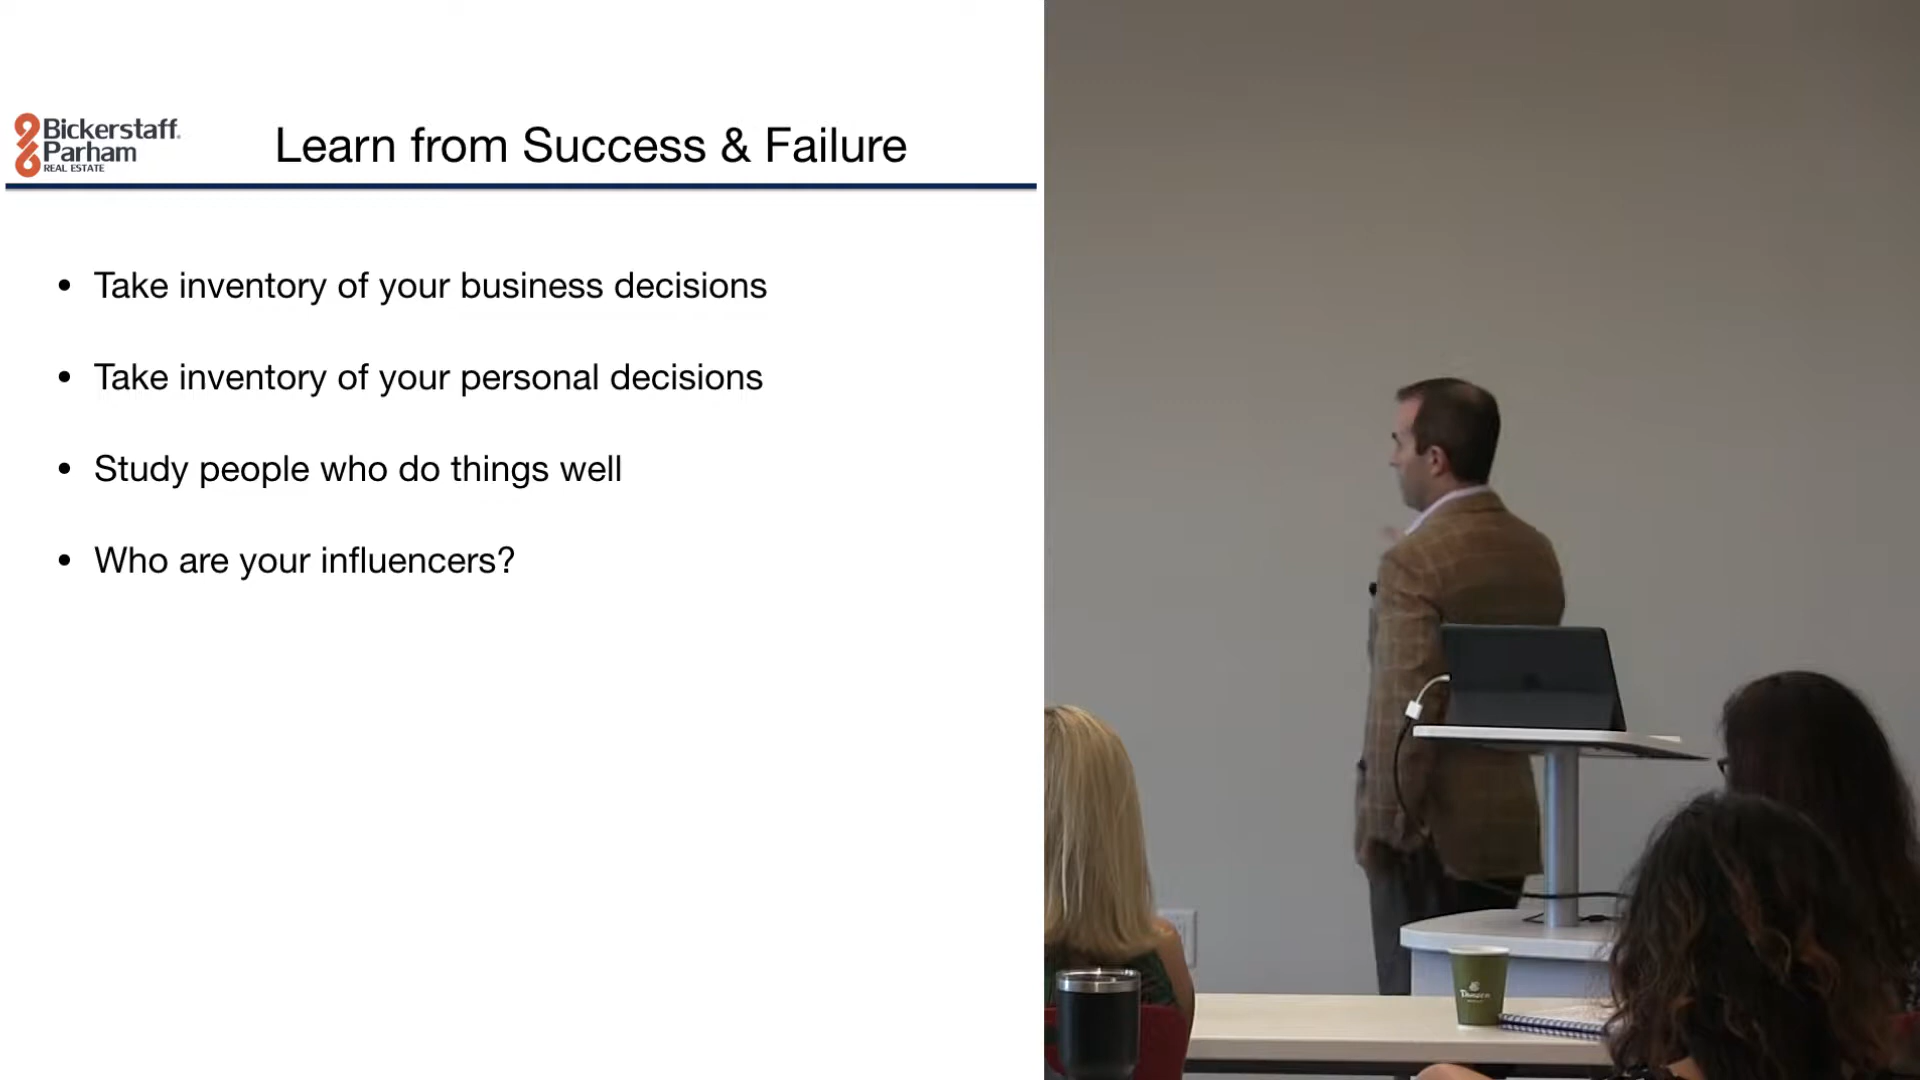 Bickerstaff
Parham
REAL ESTATE
Learn from Success & Failure
• Take inventory of your business decisions
• Take inventory of your personal decisions
• Study people who do things well
• Who are your influencers?